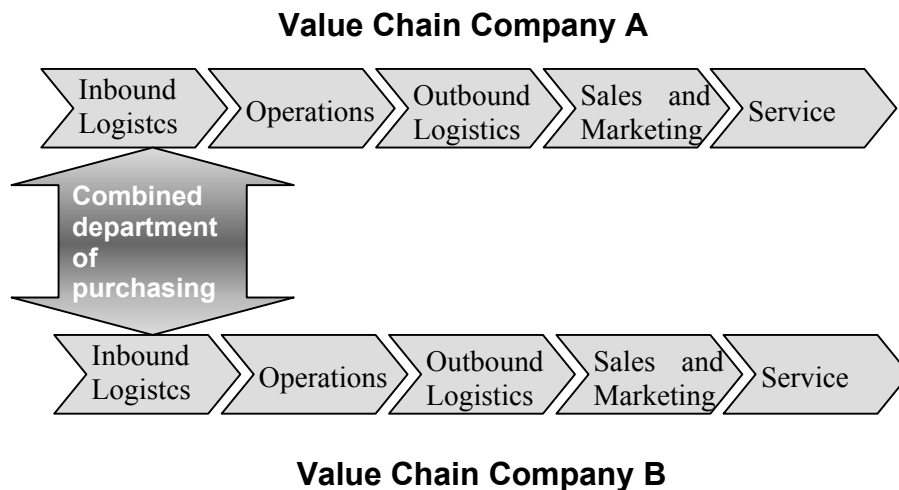 Value Chain Company A
Inbound
Logistcs
Operations
Outbound
Logistics
Sales and
Marketing
Service
Combined
department
of
purchasing
Inbound
Logistcs
Operations
Outbound
Logistics
Sales and
Marketing
Service
Value Chain Company B